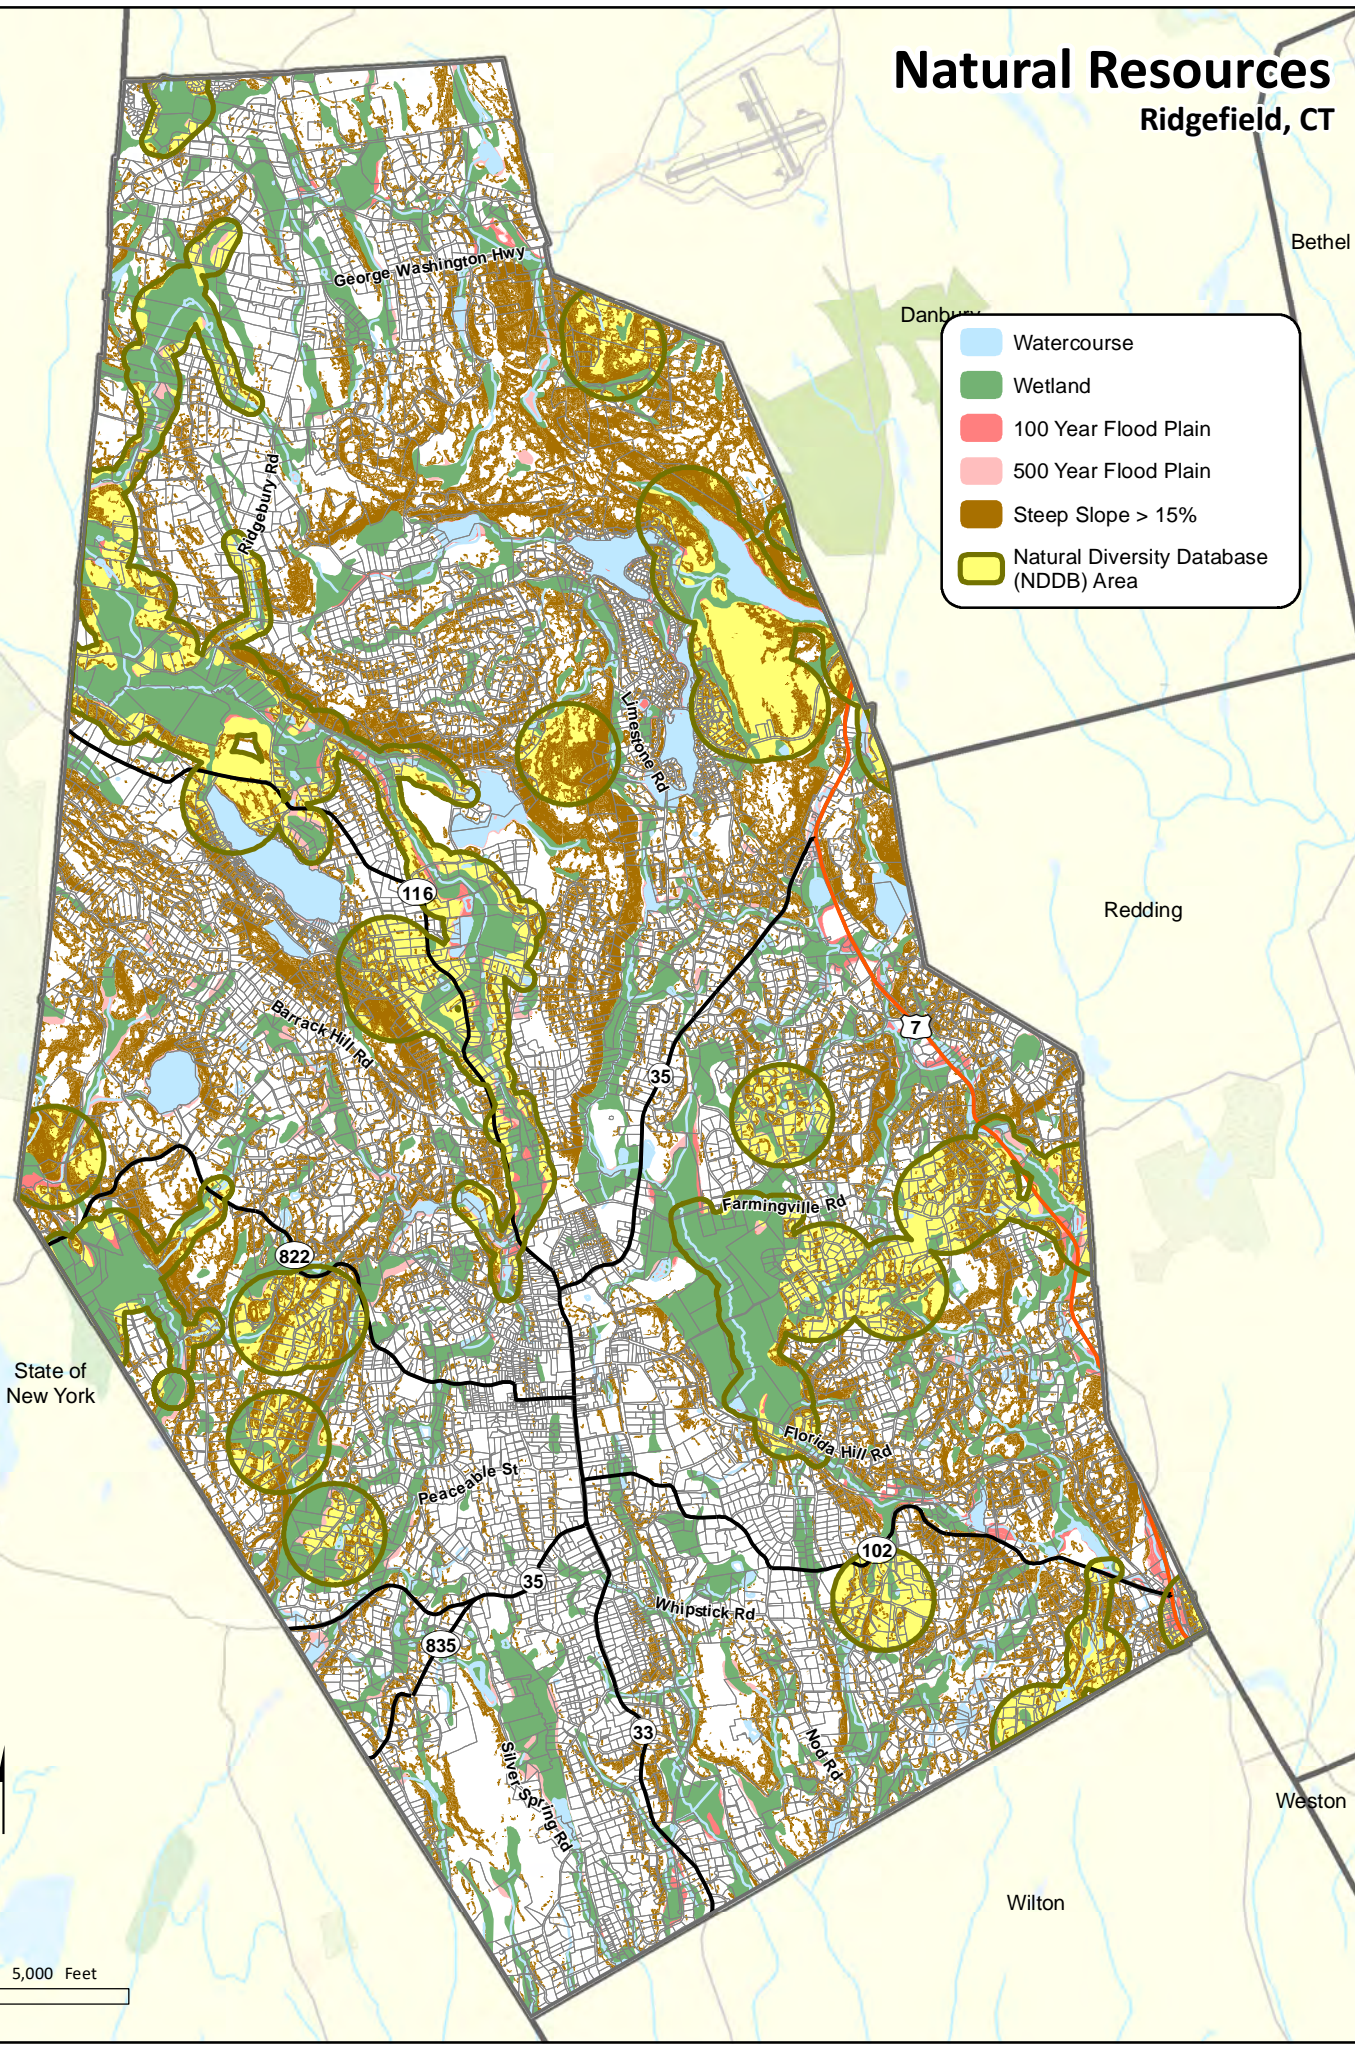 Natural Resources
Ridgefield, CT
Bethel
Danbury
Watercourse
Wetland
100 Year Flood Plain
500 Year Flood Plain
Steep Slope > 15%
Natural Diversity Database
(NDDB) Area
George Washington Hwy
Ridgebury Rd
Limestone Rd
116
Redding
Barrack Hill Rd
7
35
Farmingville Rd
822
State of
New York
Florida Hill Rd
Peaceable St
102
35
Whipstick Rd
835
33
Nod Rd
Silver Spring Rd
Weston
Wilton
5,000 Feet